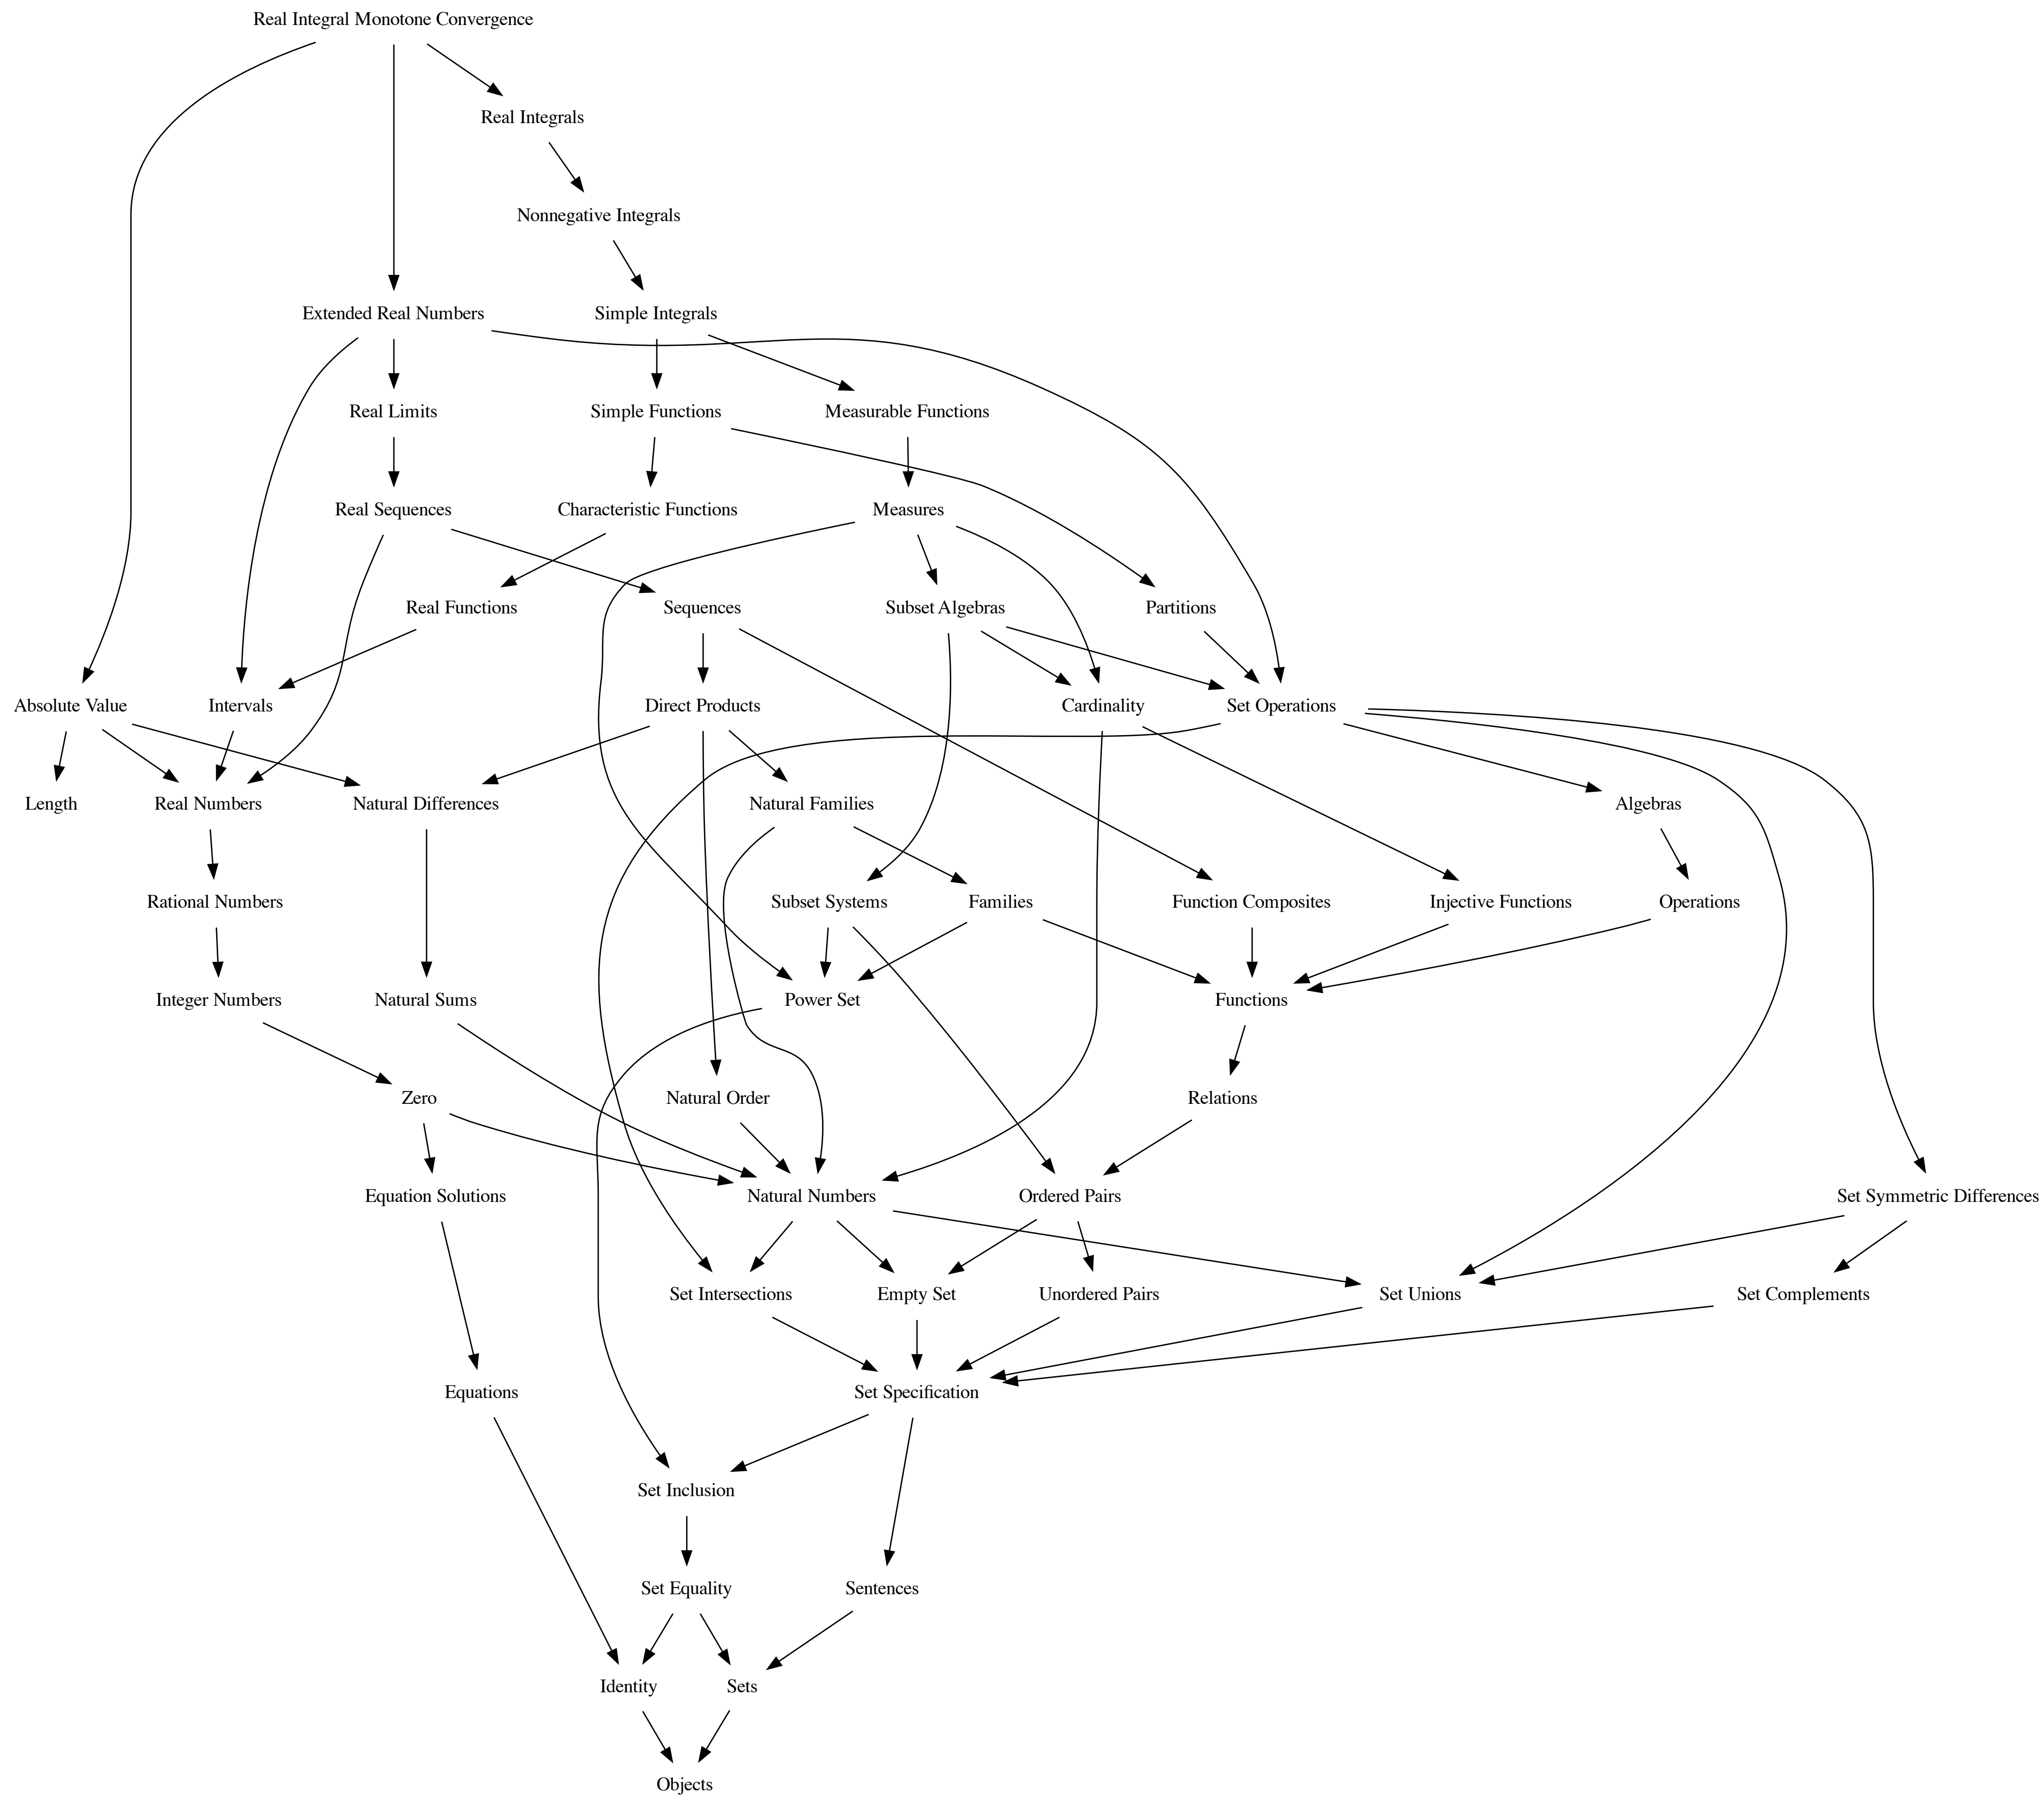 Real Integral Monotone Convergence
Real Integrals
Nonnegative Integrals
Extended Real Numbers
Simple Integrals
Real Limits
Simple Functions
Measurable Functions
Real Sequences
Characteristic Functions
Measures
Real Functions
Sequences
Subset Algebras
Partitions
Absolute Value
Intervals
Direct Products
Cardinality
Set Operations
Length
Real Numbers
Natural Differences
Natural Families
Algebras
Rational Numbers
Subset Systems
Families
Function Composites
Injective Functions
Operations
Integer Numbers
Natural Sums
Power Set
Functions
Zero
Natural Order
Relations
Equation Solutions
Natural Numbers
Ordered Pairs
Set Symmetric Differences
Set Intersections
Empty Set
Unordered Pairs
Set Unions
Set Complements
Equations
Set Specification
Set Inclusion
Set Equality
Sentences
Identity
Sets
Objects